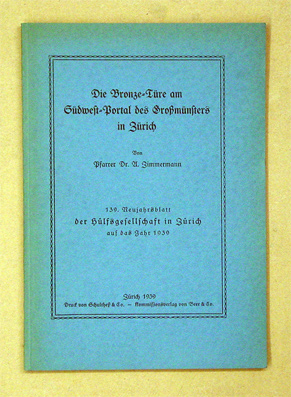 Die Bronze-Türe am
Südwest-Portal des Großmünsters
in Zürich
Von
Pfarrer Dr. A. Zimmermann
139. Neujahrsblatt
der Hülfsgesellschaft in Zürich
auf das Jahr 1939
Zürich 1939
Druck von Schulthess & Co. – Kommissionsverlag von Beer & Co.